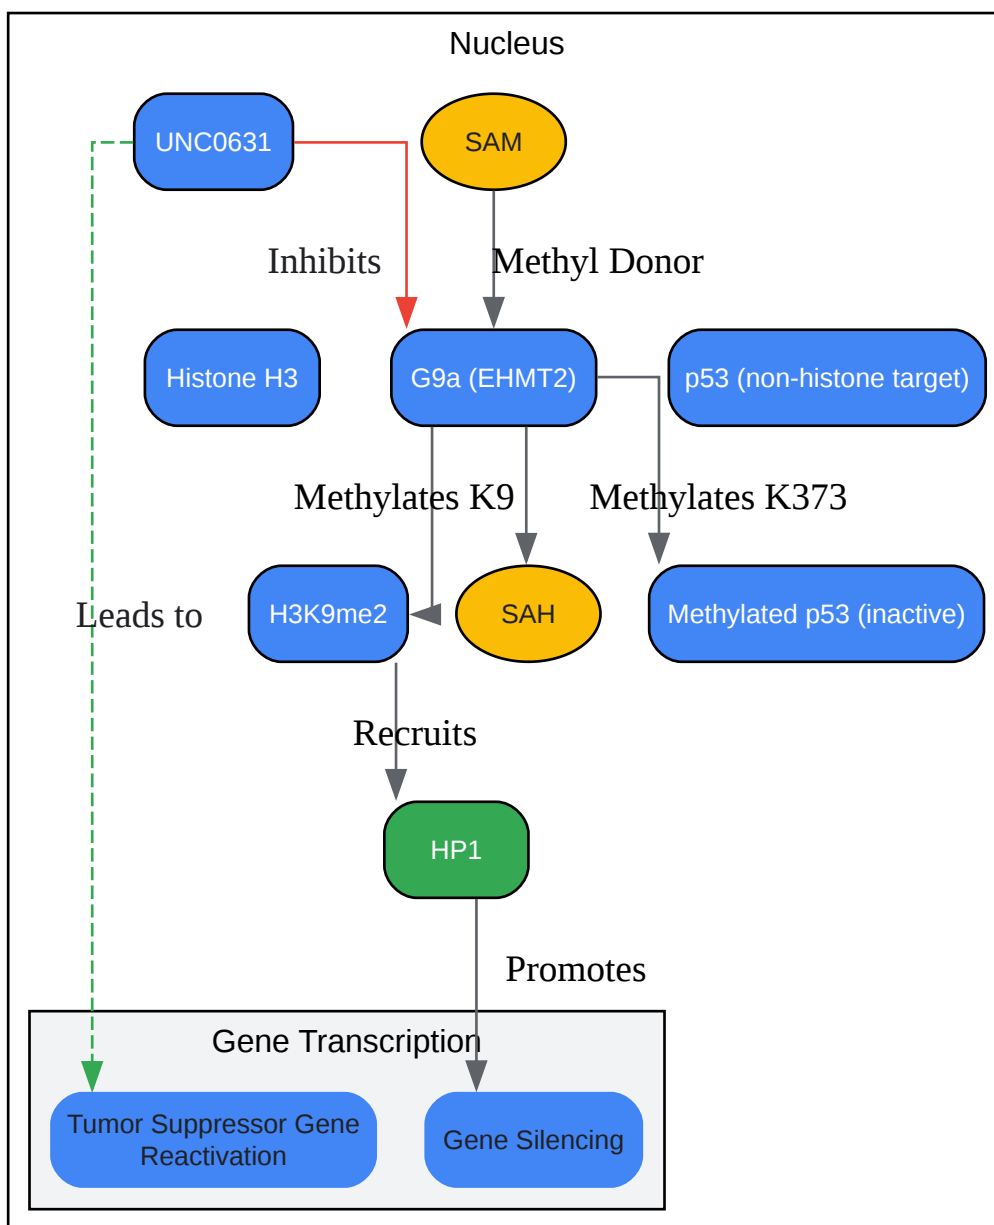 Nucleus
UNC0631
SAM
Inhibits
Methyl Donor
Histone H3
G9a (EHMT2)
p53 (non-histone target)
Methylates K9
Methylates K373
Leads to
H3K9me2
SAH
Methylated p53 (inactive)
Recruits
HP1
Promotes
Gene Transcription
Tumor Suppressor Gene
Reactivation
Gene Silencing